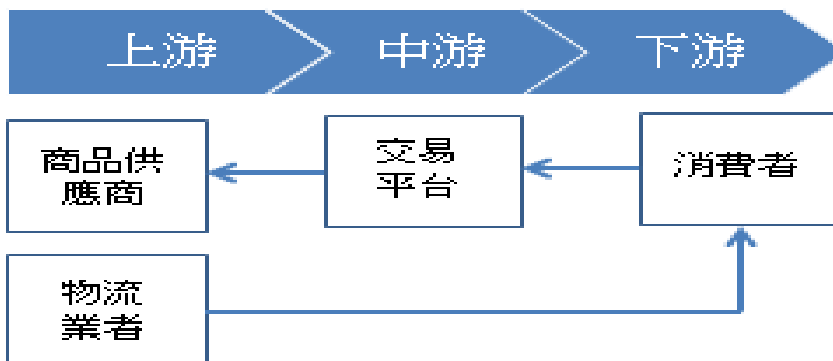 上游
中游
下游
商品供
應商
交易
平台
消費者
物流
業者